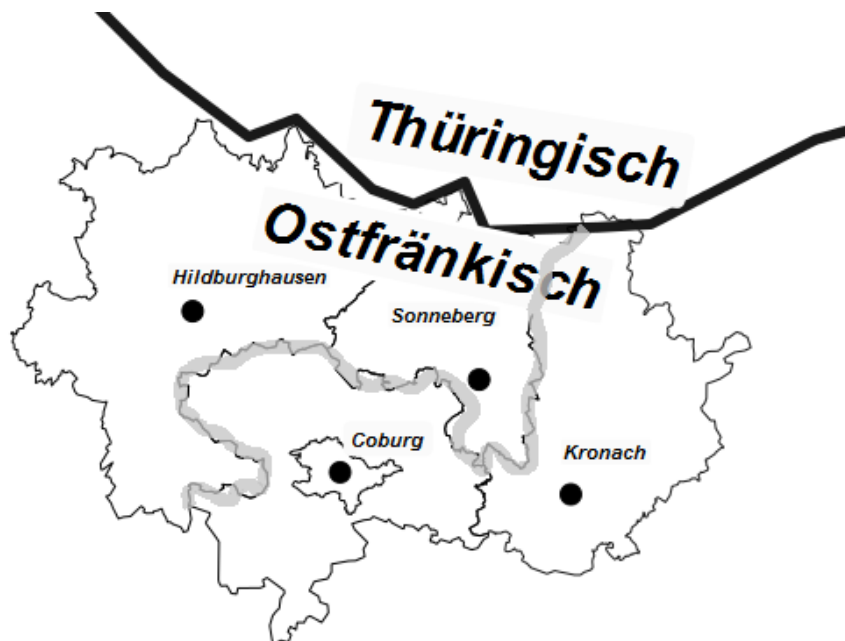 Thüringisch
Ostfränkisch
Hildburghausen
Sonneberg
Coburg
Kronach